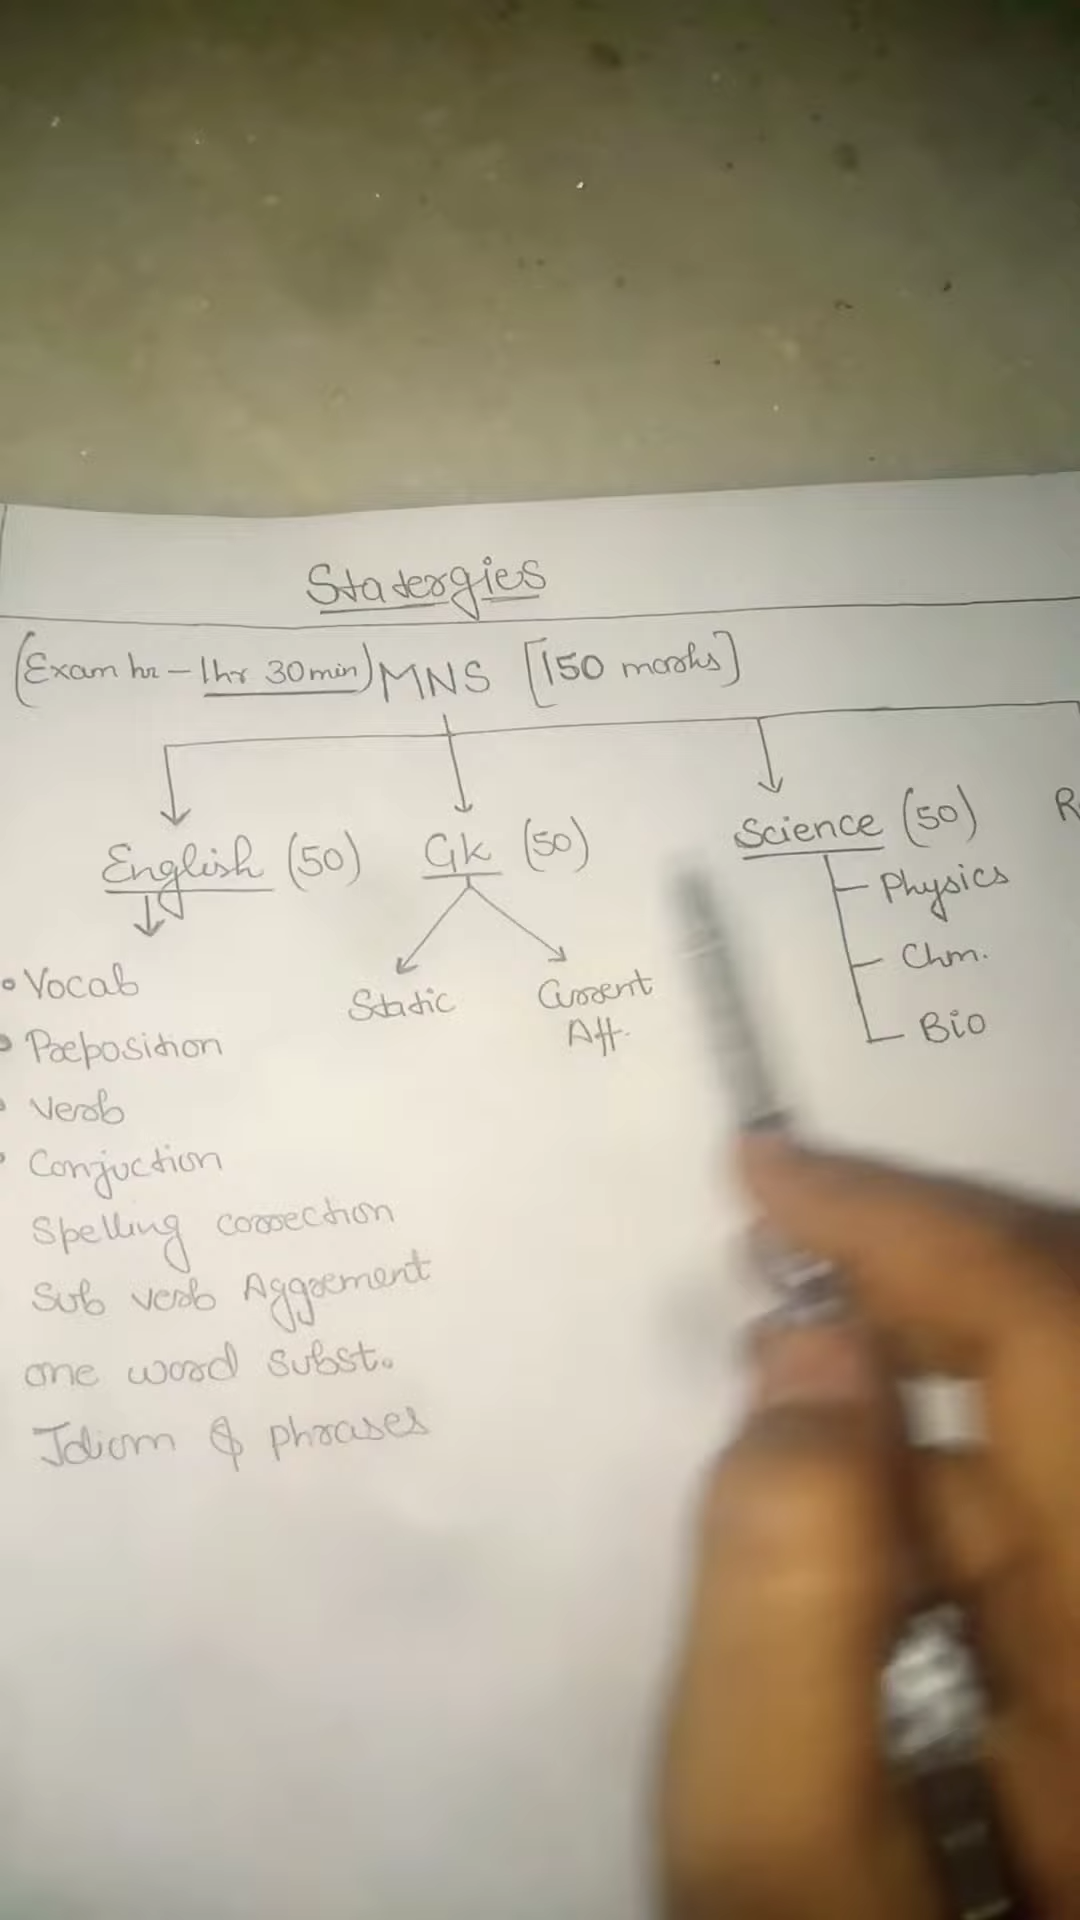 Statergies
(Exam hr - 1hr 30min) MNS [150 marks]
English (50)
Gk (50)
Science (50)
R
Physics
Chm.
Bio
Static
Current
Aff.
Vocab
Preposition
Verb
Conjuction
Spelling correction
Sub verb Aggrement
one word subst.
Idiom & phrases